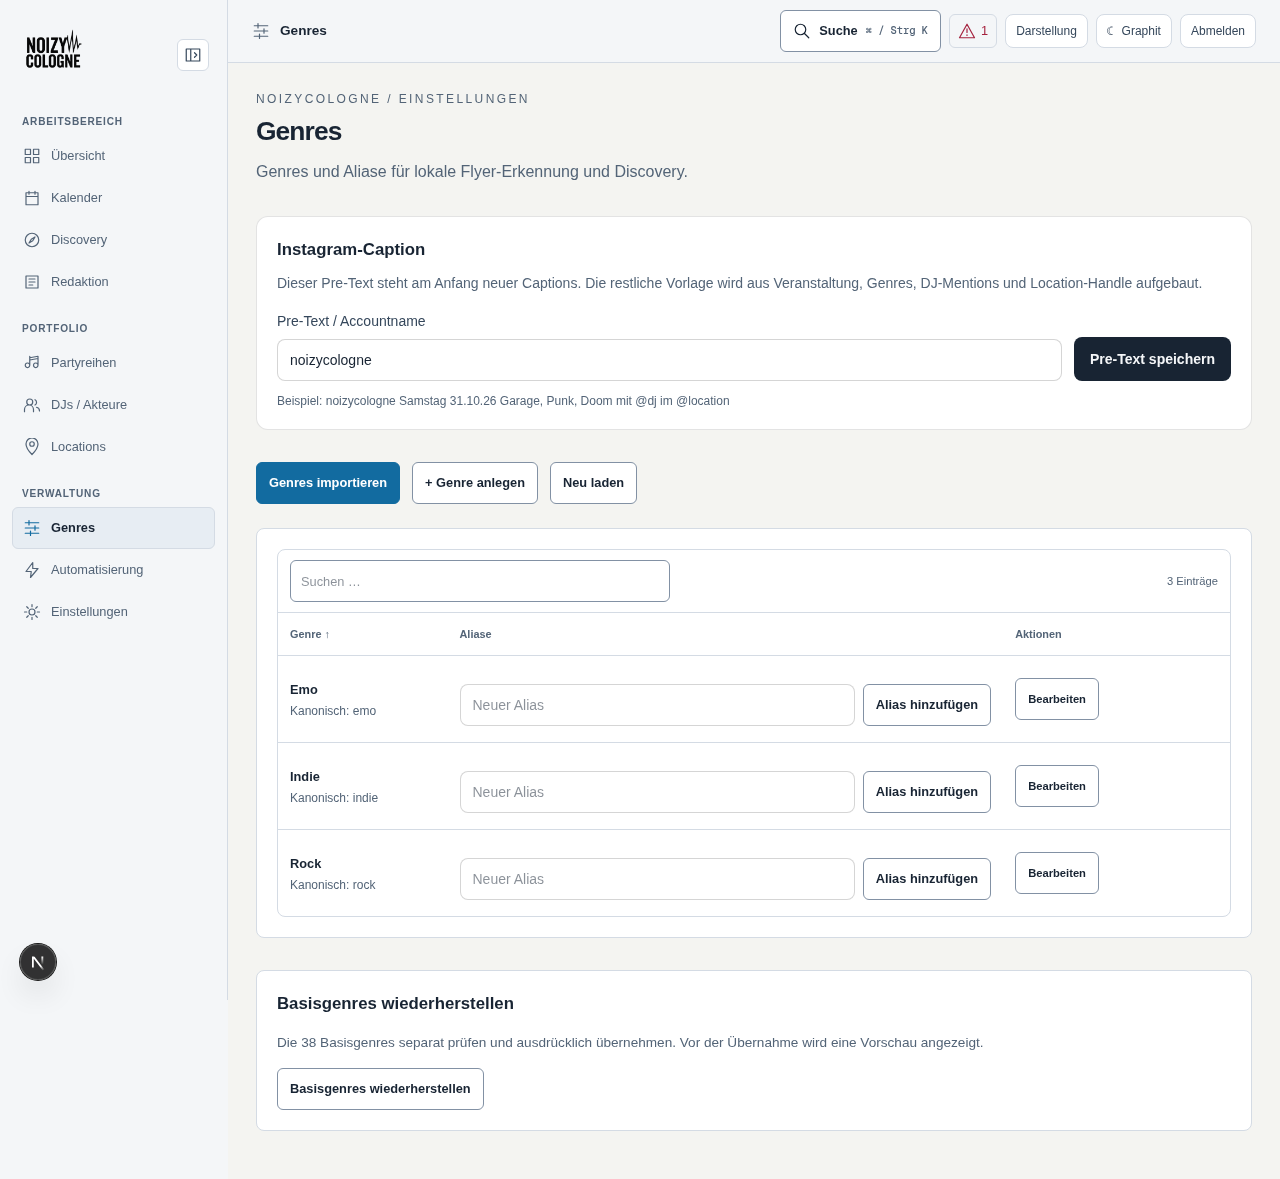 NOIZY
COLOGNE
ARBEITSBEREICH
Übersicht
Kalender
Discovery
Redaktion
PORTFOLIO
Partyreihen
DJs / Akteure
Locations
VERWALTUNG
Genres
Automatisierung
Einstellungen
N
Genres
Suche ⌘ / Strg K
1
Darstellung
☾ Graphit
Abmelden
NOIZYCOLOGNE / EINSTELLUNGEN
Genres
Genres und Aliase für lokale Flyer-Erkennung und Discovery.
Instagram-Caption
Dieser Pre-Text steht am Anfang neuer Captions. Die restliche Vorlage wird aus Veranstaltung, Genres, DJ-Mentions und Location-Handle aufgebaut.
Pre-Text / Accountname
noizycologne
Pre-Text speichern
Beispiel: noizycologne Samstag 31.10.26 Garage, Punk, Doom mit @dj im @location
Genres importieren
+ Genre anlegen
Neu laden
Suchen …
3 Einträge
Genre ↑ Aliase Aktionen
Emo
Kanonisch: emo
Neuer Alias
Alias hinzufügen
Bearbeiten
Indie
Kanonisch: indie
Neuer Alias
Alias hinzufügen
Bearbeiten
Rock
Kanonisch: rock
Neuer Alias
Alias hinzufügen
Bearbeiten
Basisgenres wiederherstellen
Die 38 Basisgenres separat prüfen und ausdrücklich übernehmen. Vor der Übernahme wird eine Vorschau angezeigt.
Basisgenres wiederherstellen